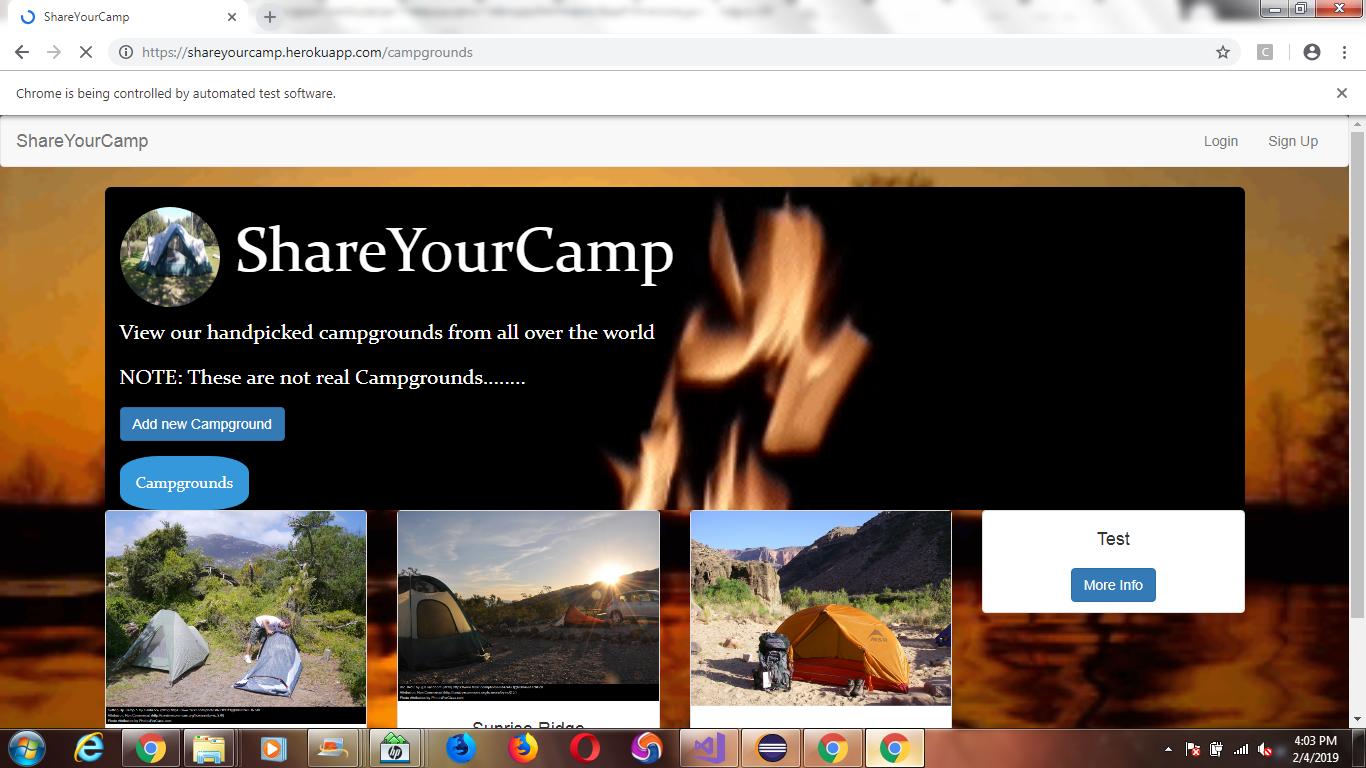 ShareYourCamp
https://shareyourcamp.herokuapp.com/campgrounds
C
Chrome is being controlled by automated test software.
ShareYourCamp
Login
Sign Up
ShareYourCamp
View our handpicked campgrounds from all over the world
NOTE: These are not real Campgrounds........
Add new Campground
Campgrounds
Test
More Info
Sunrise Ridge
hp
4:03 PM
2/4/2019